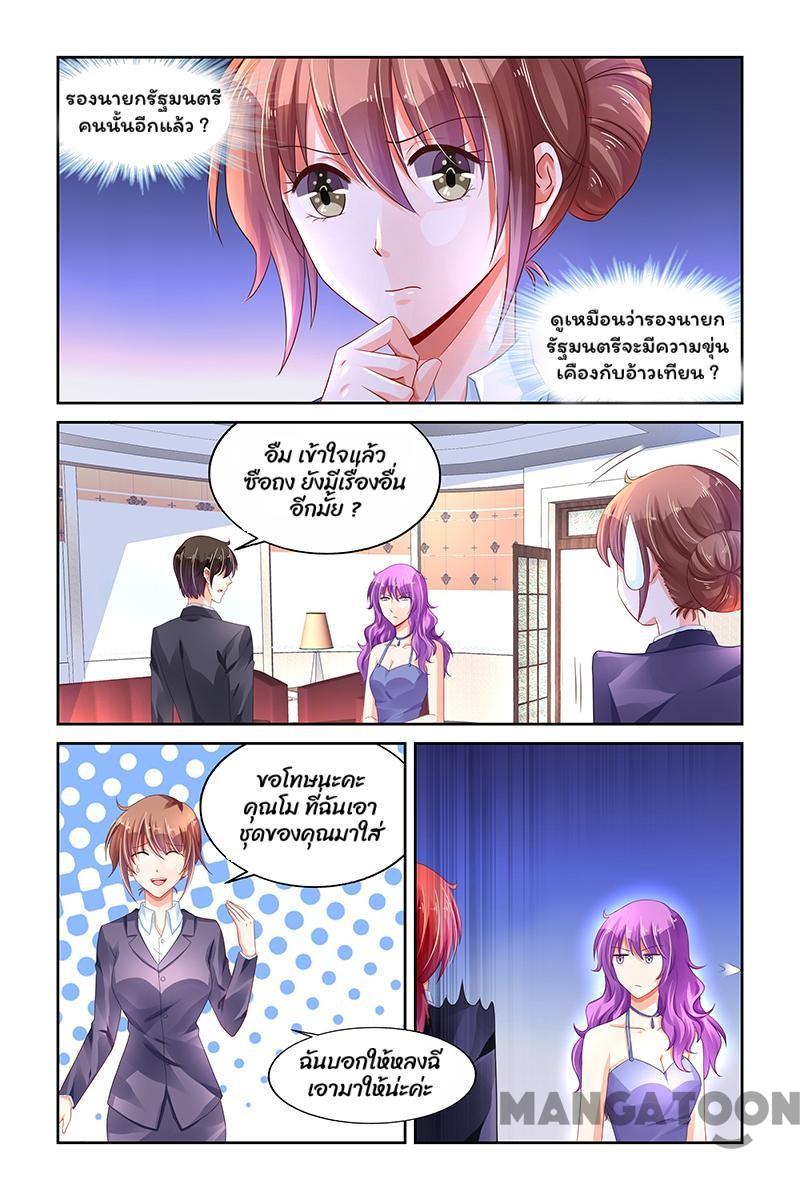 รองนายกรัฐมนตรี
คนนั้นอีกแล้ว ?
ดูเหมือนว่ารองนายก
รัฐมนตรีจะมีความขุ่น
เคืองกับอ้าวเทียน ?
อืม เข้าใจแล้ว
ซือถง ยังมีเรื่องอื่น
อีกมั้ย ?
ขอโทษนะคะ
คุณโม ที่ฉันเอา
ชุดของคุณมาใส่
ฉันบอกให้หลงฉี
เอามาให้น่ะค่ะ
MANGATOON